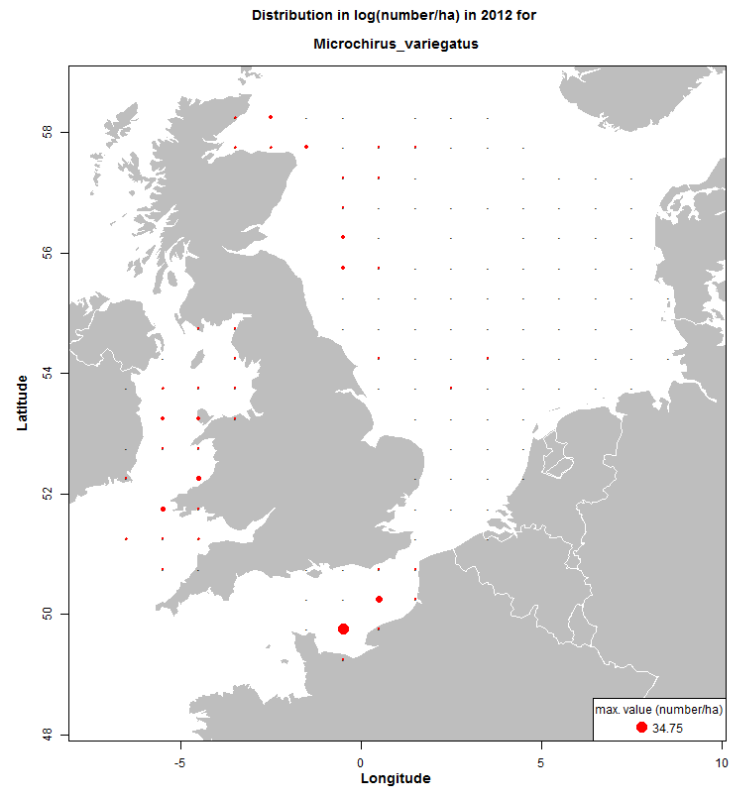 Distribution in log(number/ha) in 2012 for
Microchirus_variegatus
58
56
54
52
50
48
Latitude
max. value (number/ha)
34.75
-5
0
5
10
Longitude